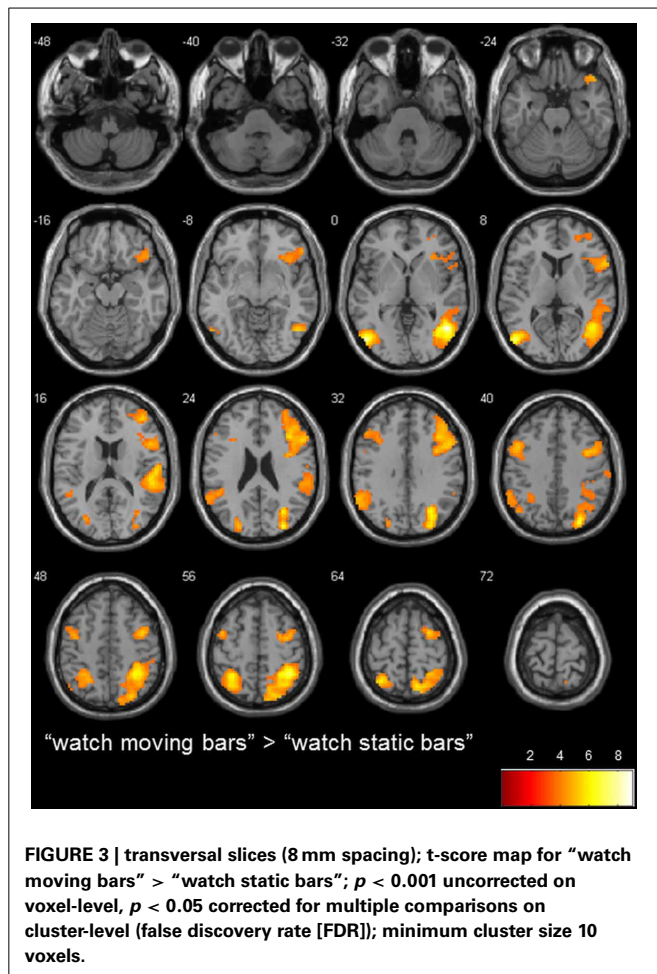 -48 -40 -32 -24
-16 -8 0 8
16 24 32 40
48 56 64 72
“watch moving bars” > “watch static bars”
2 4 6 8
FIGURE 3 | transversal slices (8 mm spacing); t-score map for “watch
moving bars” > “watch static bars”; p < 0.001 uncorrected on
voxel-level, p < 0.05 corrected for multiple comparisons on
cluster-level (false discovery rate [FDR]); minimum cluster size 10
voxels.